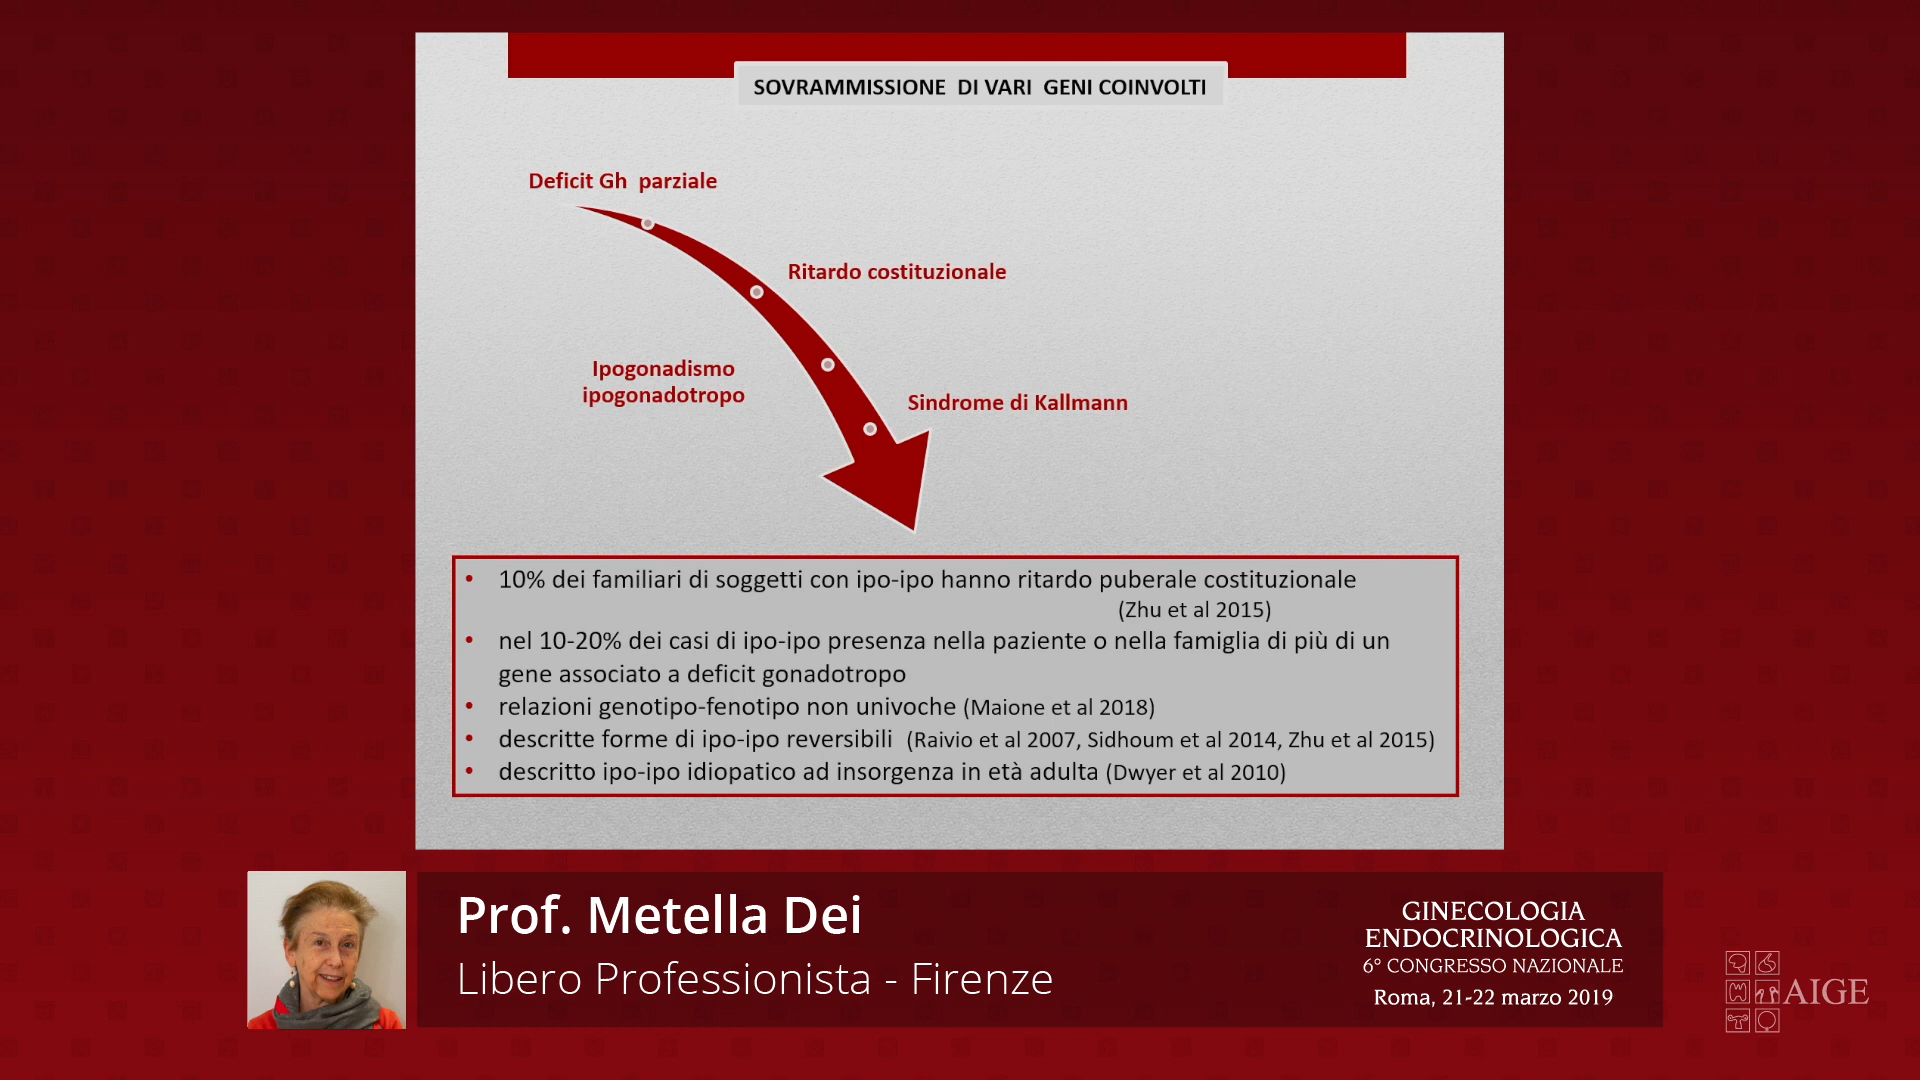 SOVRAMMISSIONE DI VARI GENI COINVOLTI
Deficit Gh parziale
Ritardo costituzionale
Ipogonadismo
ipogonadotropo
Sindrome di Kallmann
• 10% dei familiari di soggetti con ipo-ipo hanno ritardo puberale costituzionale
(Zhu et al 2015)
• nel 10-20% dei casi di ipo-ipo presenza nella paziente o nella famiglia di più di un
gene associato a deficit gonadotropo
• relazioni genotipo-fenotipo non univoche (Maione et al 2018)
• descritte forme di ipo-ipo reversibili (Raivio et al 2007, Sidhoum et al 2014, Zhu et al 2015)
• descritto ipo-ipo idiopatico ad insorgenza in età adulta (Dwyer et al 2010)
Prof. Metella Dei
Libero Professionista - Firenze
GINECOLOGIA
ENDOCRINOLOGICA
6° CONGRESSO NAZIONALE
Roma, 21-22 marzo 2019
AIGE